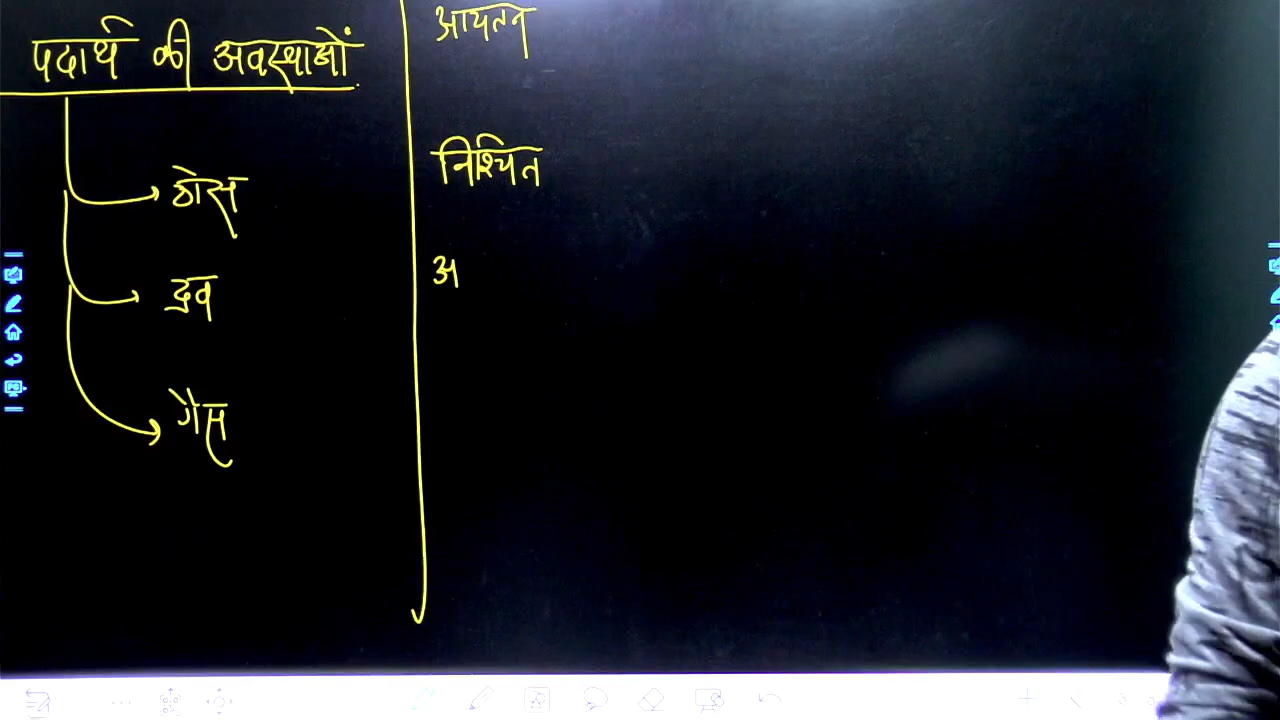 पदार्थ की अवस्थाओं
ठोस
द्रव
गैस
आयतन
निश्चित
अ